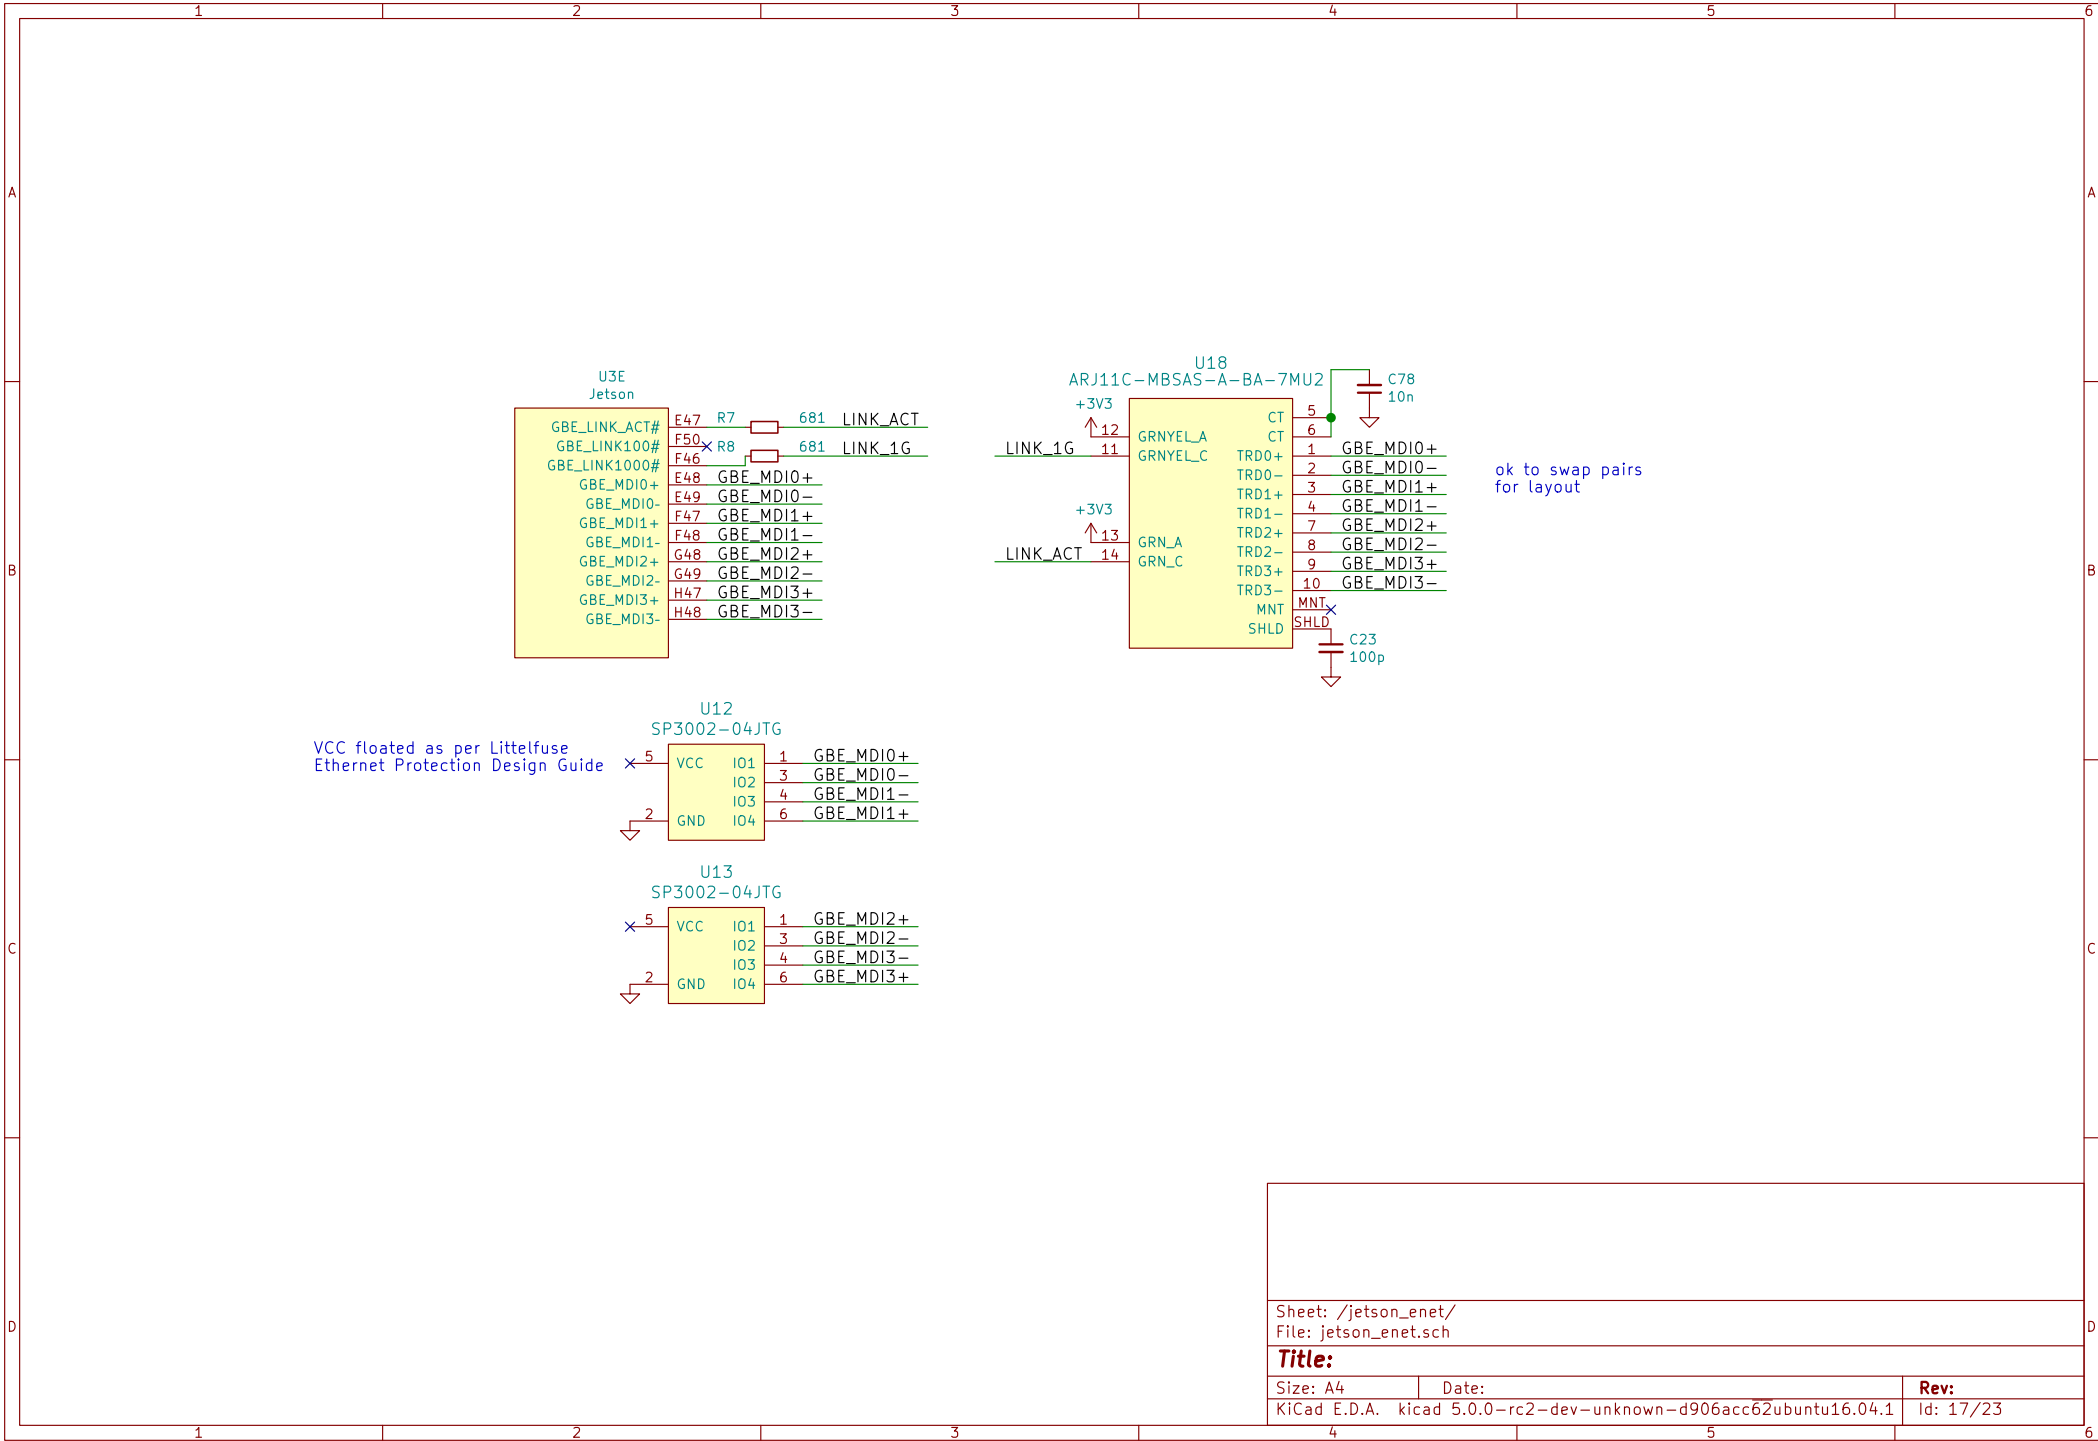 1 2 3 4 5 6
A A
B B
C C
D D
U3E
Jetson
GBE_LINK_ACT# E47 R7 681 LINK_ACT
GBE_LINK100# F50 R8 681 LINK_1G
GBE_LINK1000# F46
GBE_MDI0+ E48 GBE_MDI0+
GBE_MDI0- E49 GBE_MDI0-
GBE_MDI1+ F47 GBE_MDI1+
GBE_MDI1- F48 GBE_MDI1-
GBE_MDI2+ G48 GBE_MDI2+
GBE_MDI2- G49 GBE_MDI2-
GBE_MDI3+ H47 GBE_MDI3+
GBE_MDI3- H48 GBE_MDI3-
U18
ARJ11C-MBSAS-A-BA-7MU2
+3V3
12 GRNYEL_A
LINK_1G 11 GRNYEL_C
+3V3
13 GRN_A
LINK_ACT 14 GRN_C
CT 5
CT 6
TRD0+ 1 GBE_MDI0+
TRD0- 2 GBE_MDI0-
TRD1+ 3 GBE_MDI1+
TRD1- 4 GBE_MDI1-
TRD2+ 7 GBE_MDI2+
TRD2- 8 GBE_MDI2-
TRD3+ 9 GBE_MDI3+
TRD3- 10 GBE_MDI3-
MNT MNT
SHLD SHLD
C78
10n
C23
100p
ok to swap pairs
for layout
VCC floated as per Littelfuse
Ethernet Protection Design Guide
U12
SP3002-04JTG
5 VCC IO1 1 GBE_MDI0+
IO2 3 GBE_MDI0-
IO3 4 GBE_MDI1-
2 GND IO4 6 GBE_MDI1+
U13
SP3002-04JTG
5 VCC IO1 1 GBE_MDI2+
IO2 3 GBE_MDI2-
IO3 4 GBE_MDI3-
2 GND IO4 6 GBE_MDI3+
Sheet: /jetson_enet/
File: jetson_enet.sch
Title:
Size: A4 Date: Rev:
KiCad E.D.A. kicad 5.0.0-rc2-dev-unknown-d906acc62ubuntu16.04.1 Id: 17/23
1 2 3 4 5 6